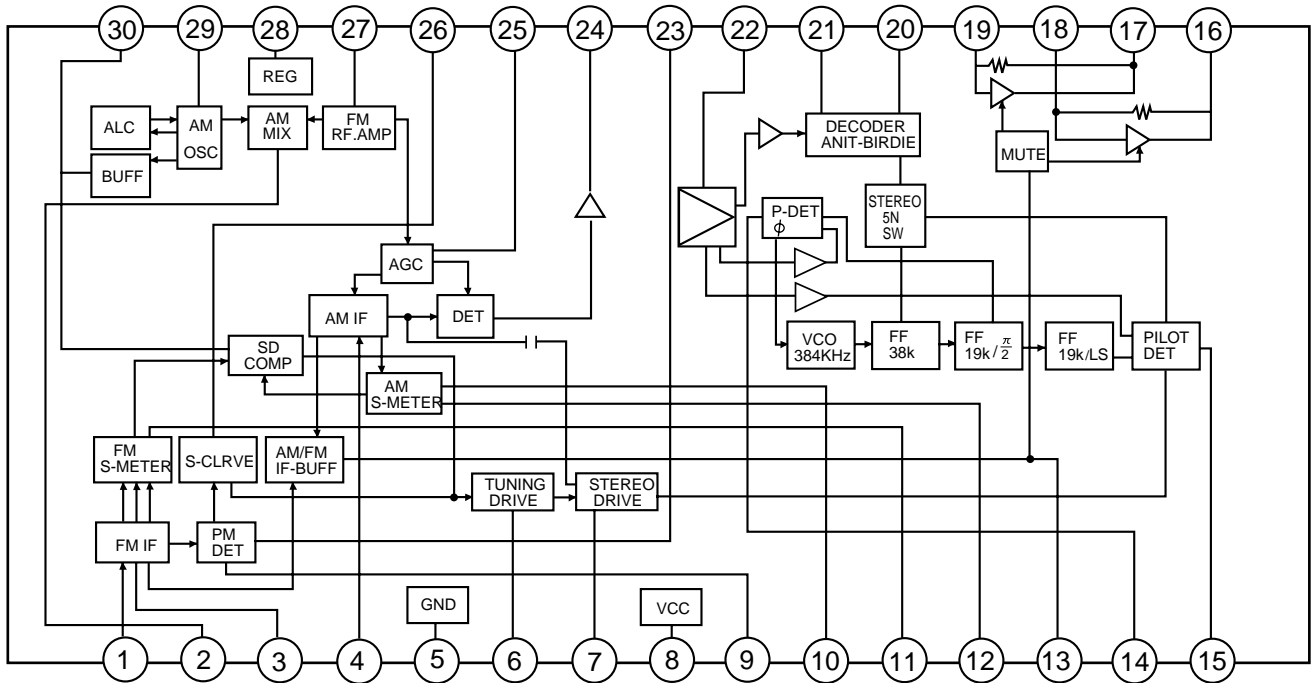 30 29 28 27 26 25 24 23 22 21 20 19 18 17 16
REG
ALC
AM
OSC
AM
MIX
FM
RF.AMP
BUFF
DECODER
ANIT-BIRDIE
MUTE
P-DET
ϕ
STEREO
5N
SW
AGC
AM IF
DET
SD
COMP
VCO
384KHz
FF
38k
FF
19k/π/2
FF
19k/LS
PILOT
DET
AM
S-METER
FM
S-METER
S-CLRVE
AM/FM
IF-BUFF
TUNING
DRIVE
STEREO
DRIVE
FM IF
PM
DET
GND
VCC
1 2 3 4 5 6 7 8 9 10 11 12 13 14 15